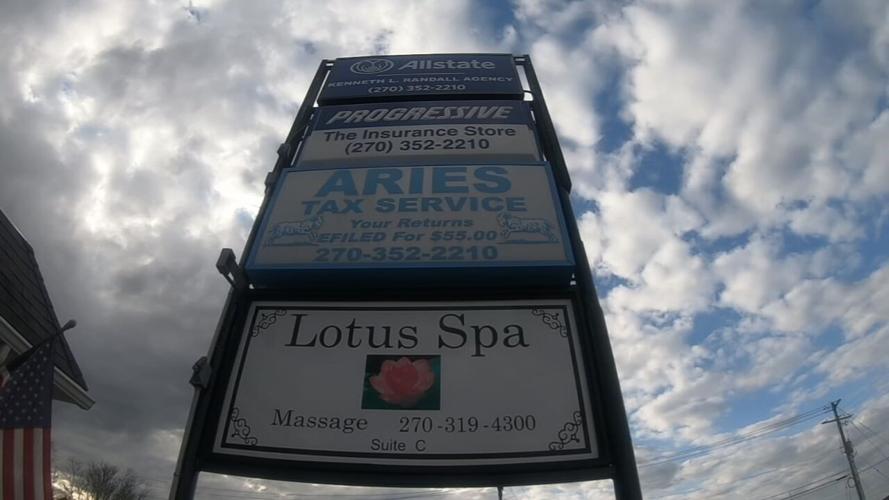 Allstate
KENNETH L. RANDALL AGENCY
(270) 352-2210
PROGRESSIVE
The Insurance Store
(270) 352-2210
ARIES
TAX SERVICE
Your Returns
EFILED For $55.00
270-352-2210
Lotus Spa
Massage 270-319-4300
Suite C